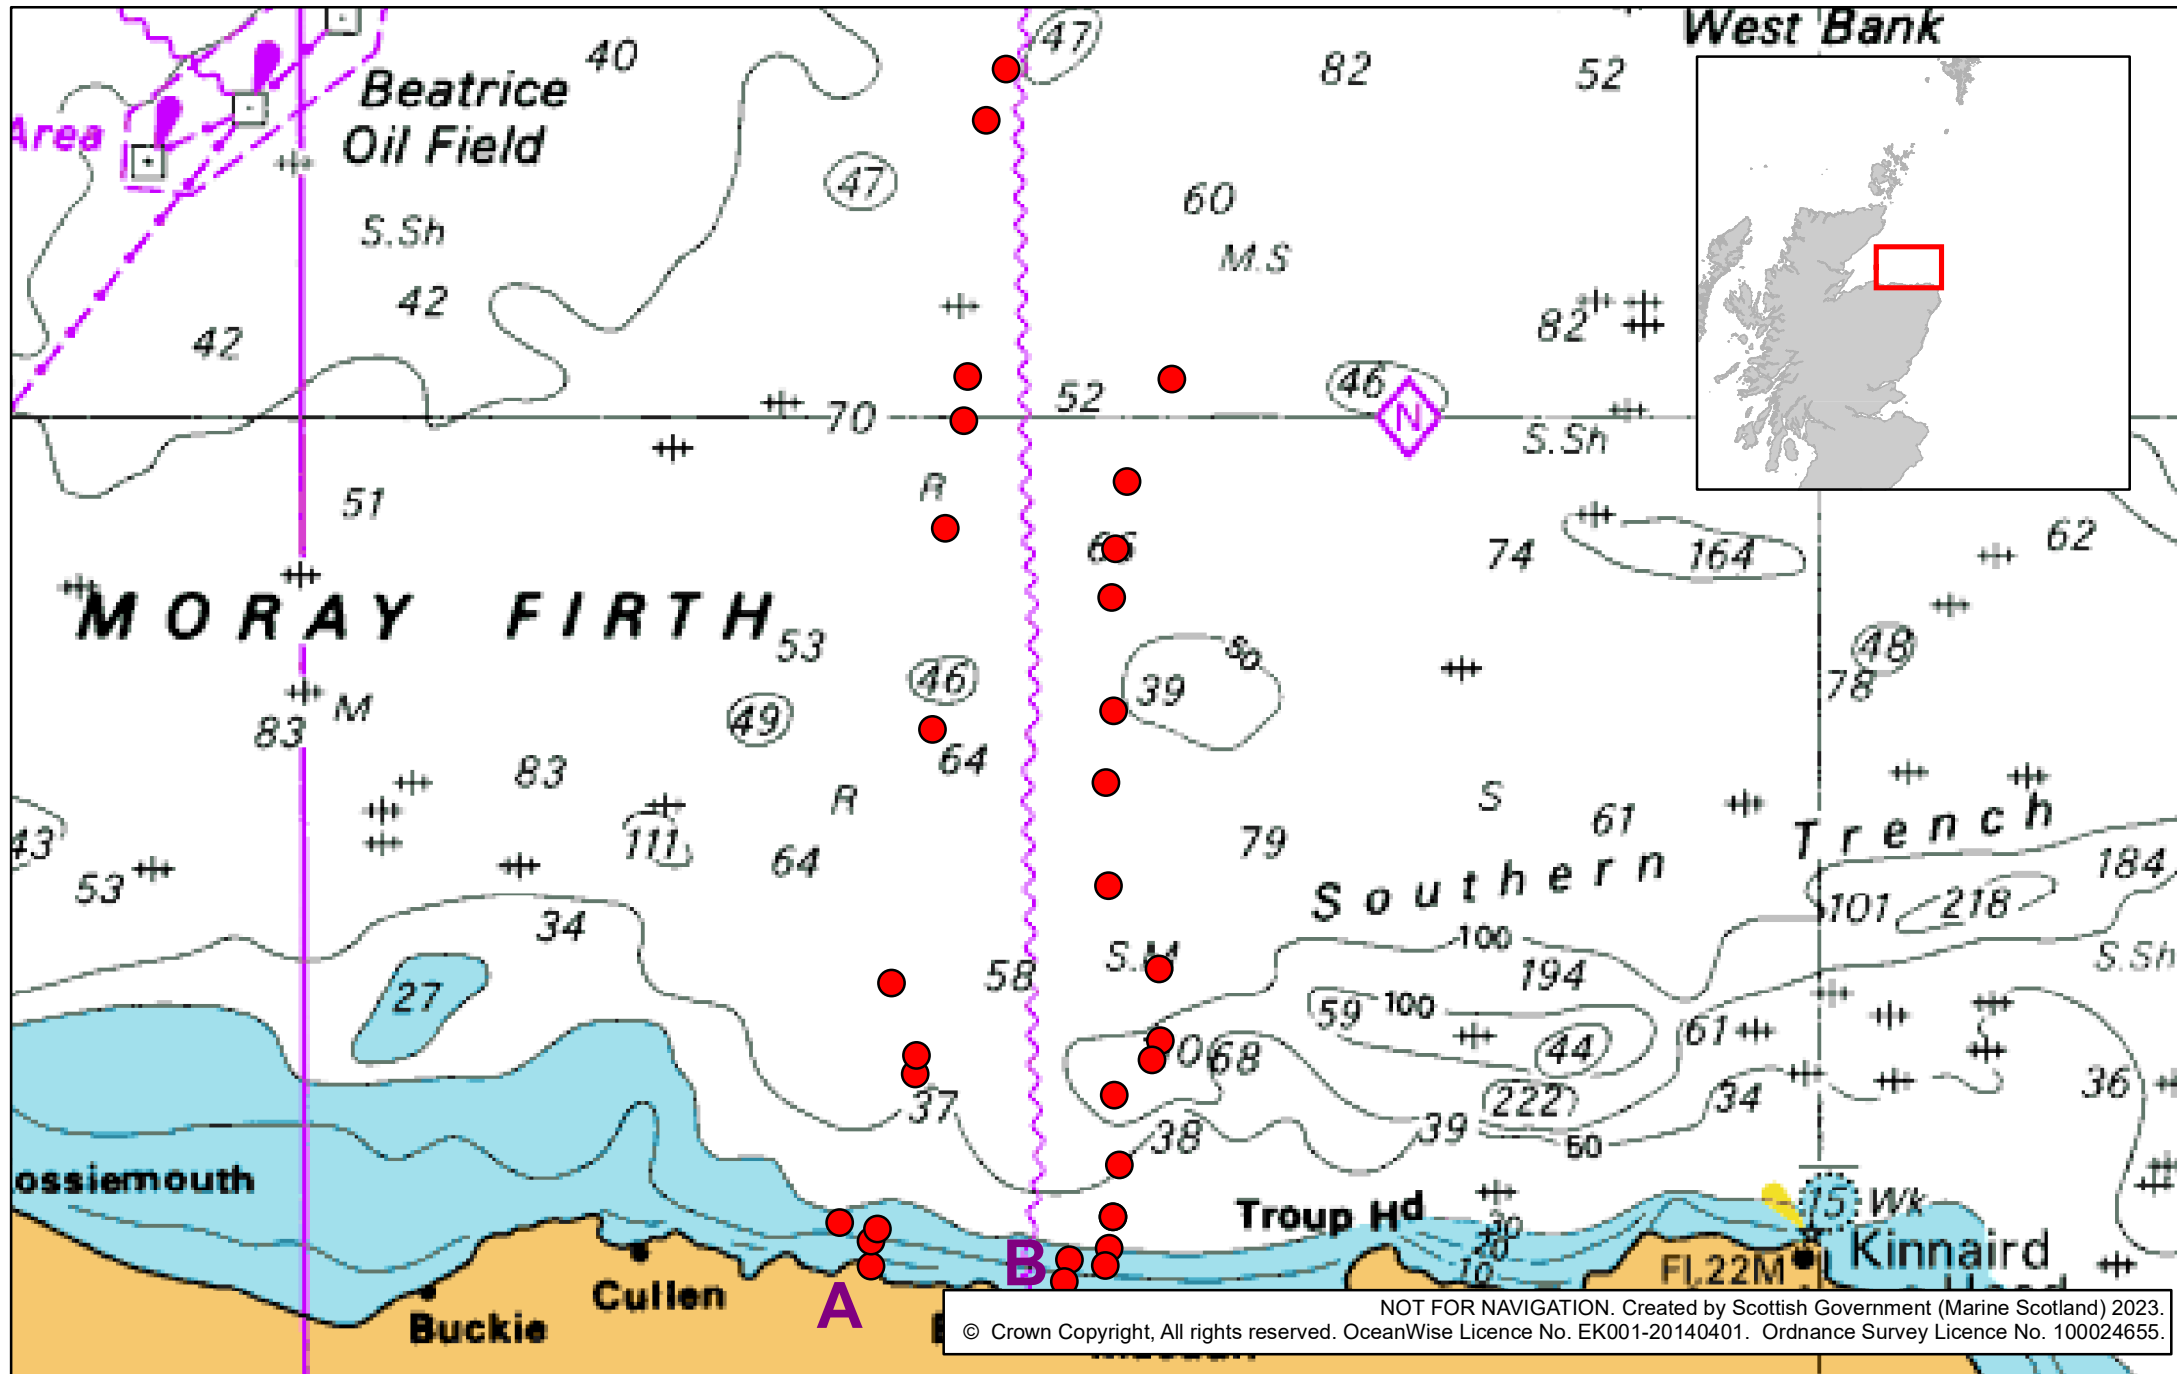 West Bank
47
40
82
52
Beatrice
Oil Field
Area
47
60
S.Sh
M.S
42
82
42
46
52
70
N
S.Sh
R
51
62
74
164
MORAY FIRTH
53
48
50
46
39
78
M
49
83
64
83
R
S
61
43
111
79
Trench
64
184
53
Southern
101
218
34
100
S.M
S.Sh
58
194
27
100
59
61
44
68
36
37
222
34
39
38
50
ossiemouth
15 Wk
Troup Hd
30
20
10
Kinnaird
B
Fl.22M
Cullen
A
Buckie
NOT FOR NAVIGATION. Created by Scottish Government (Marine Scotland) 2023.
© Crown Copyright, All rights reserved. OceanWise Licence No. EK001-20140401. Ordnance Survey Licence No. 100024655.